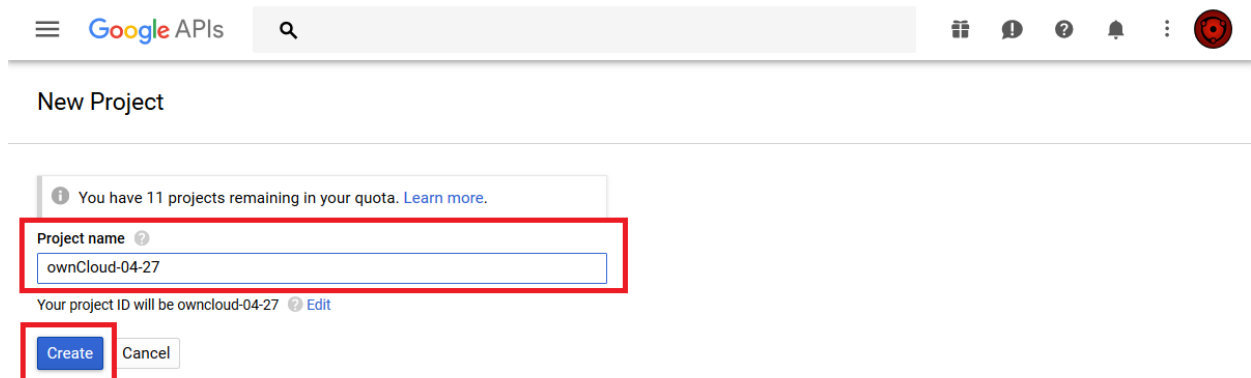 Google APIs
New Project
You have 11 projects remaining in your quota. Learn more.
Project name
ownCloud-04-27
Your project ID will be owncloud-04-27 Edit
Create Cancel